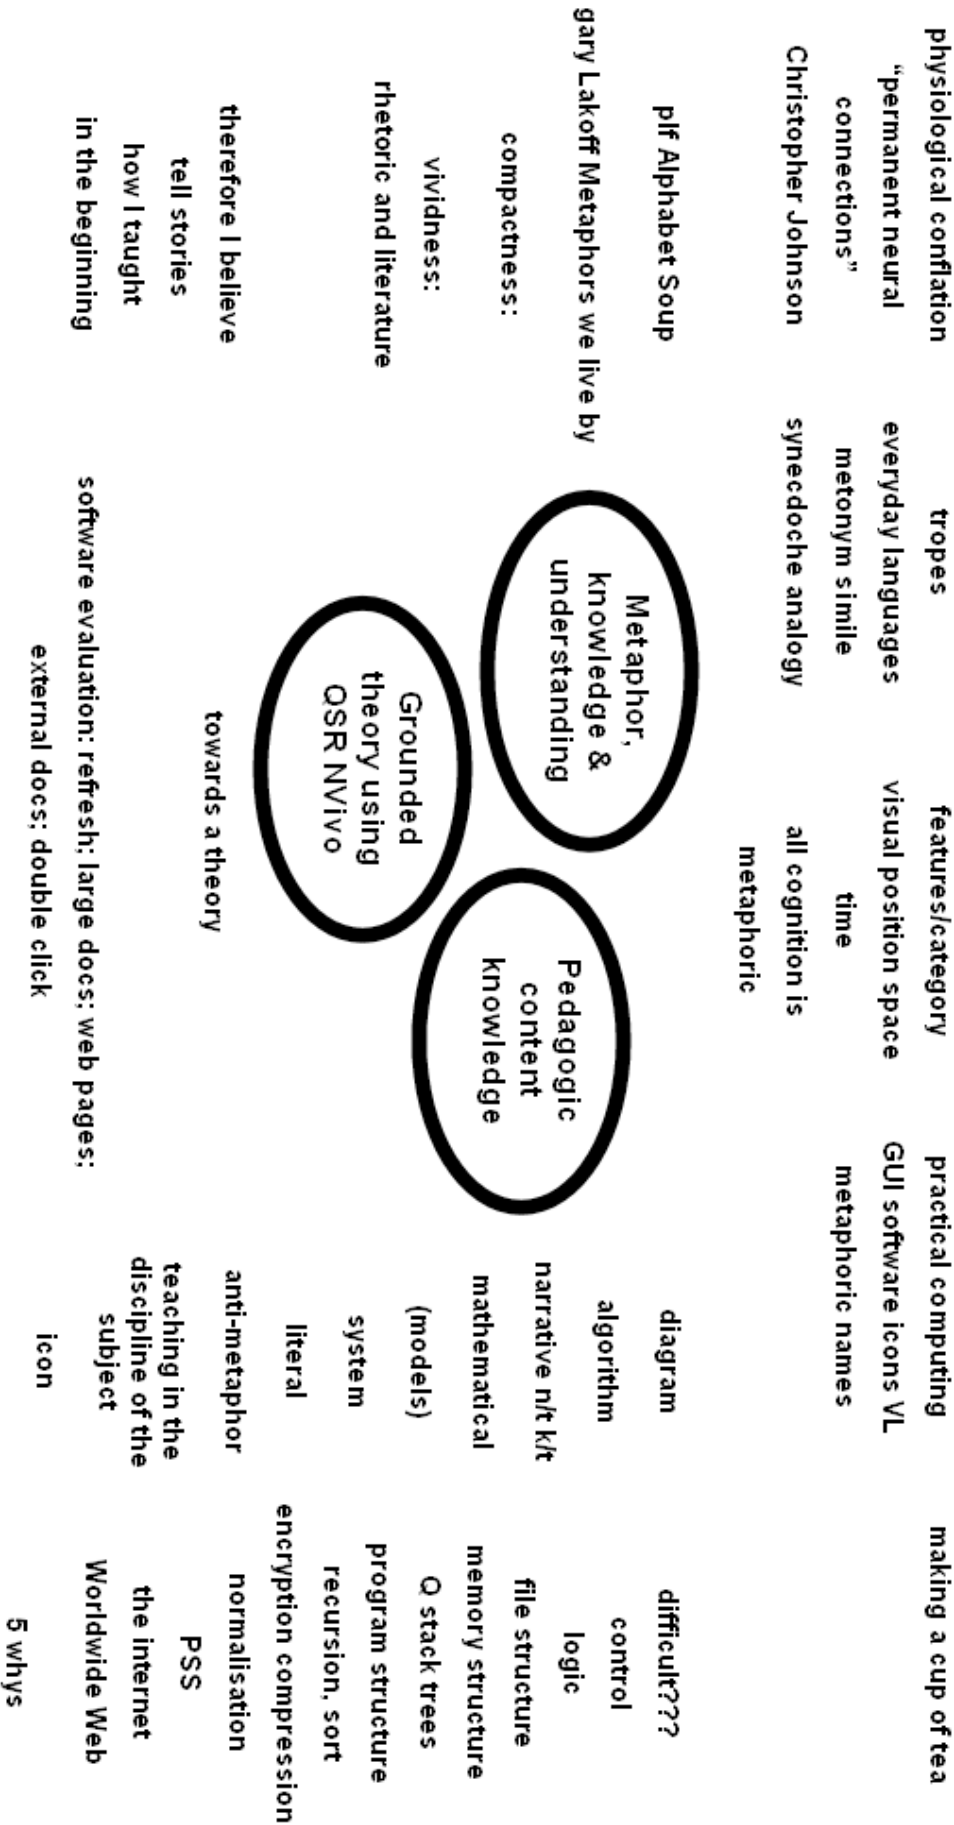 physiological conflation
“permanent neural
connections”
Christopher Johnson
tropes
everyday languages
metonym simile
synecdoche analogy
features/category
visual position space
time
all cognition is
metaphoric
practical computing
GUI software icons VL
metaphoric names
making a cup of tea
plf Alphabet Soup
gary Lakoff Metaphors we live by
compactness:
vividness:
rhetoric and literature
therefore I believe
tell stories
how I taught
in the beginning
Metaphor,
knowledge &
understanding
Pedagogic
content
knowledge
Grounded
theory using
QSR NVivo
towards a theory
software evaluation: refresh; large docs; web pages;
external docs; double click
diagram
algorithm
narrative n/t k/t
mathematical
(models)
system
literal
anti-metaphor
teaching in the
discipline of the
subject
icon
difficult???
control
logic
file structure
memory structure
Q stack trees
program structure
recursion, sort
encryption compression
normalisation
PSS
the internet
Worldwide Web
5 whys